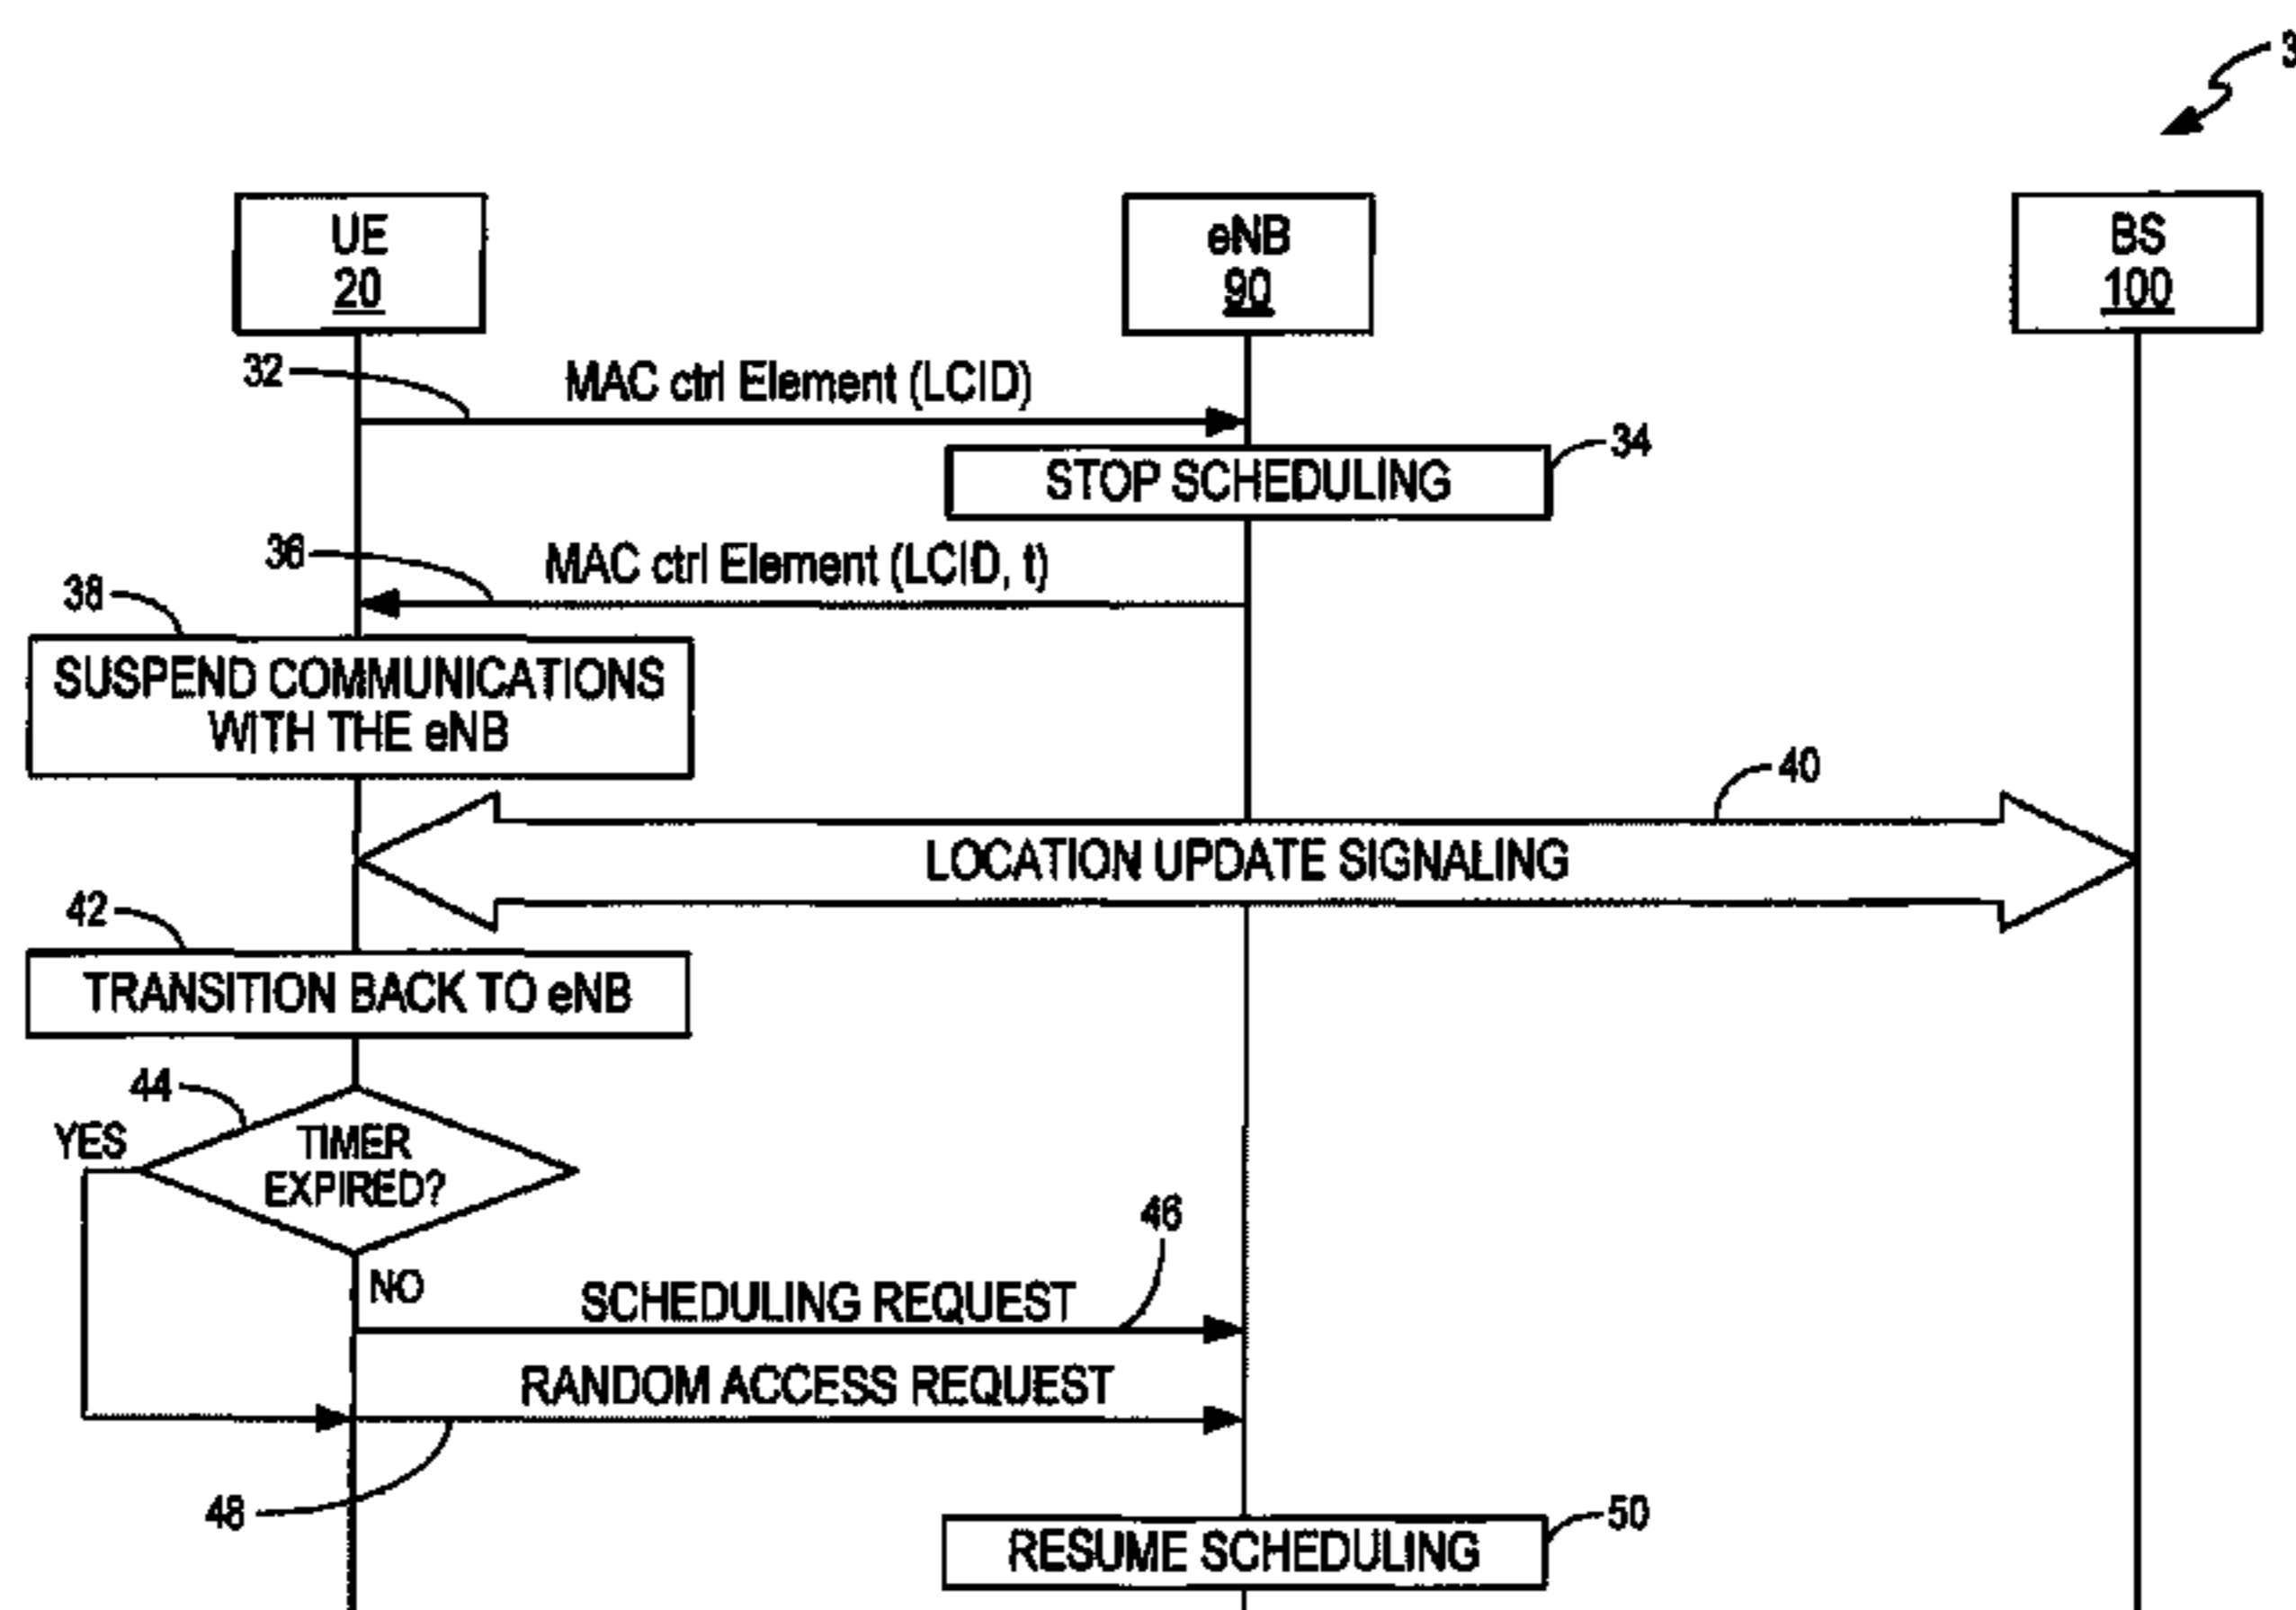 3
UE
20
eNB
90
BS
100
32
MAC ctrl Element (LCID)
34
STOP SCHEDULING
36
MAC ctrl Element (LCID, t)
38
SUSPEND COMMUNICATIONS
WITH THE eNB
40
LOCATION UPDATE SIGNALING
42
TRANSITION BACK TO eNB
44
YES
TIMER
EXPIRED?
46
NO
SCHEDULING REQUEST
RANDOM ACCESS REQUEST
48
50
RESUME SCHEDULING